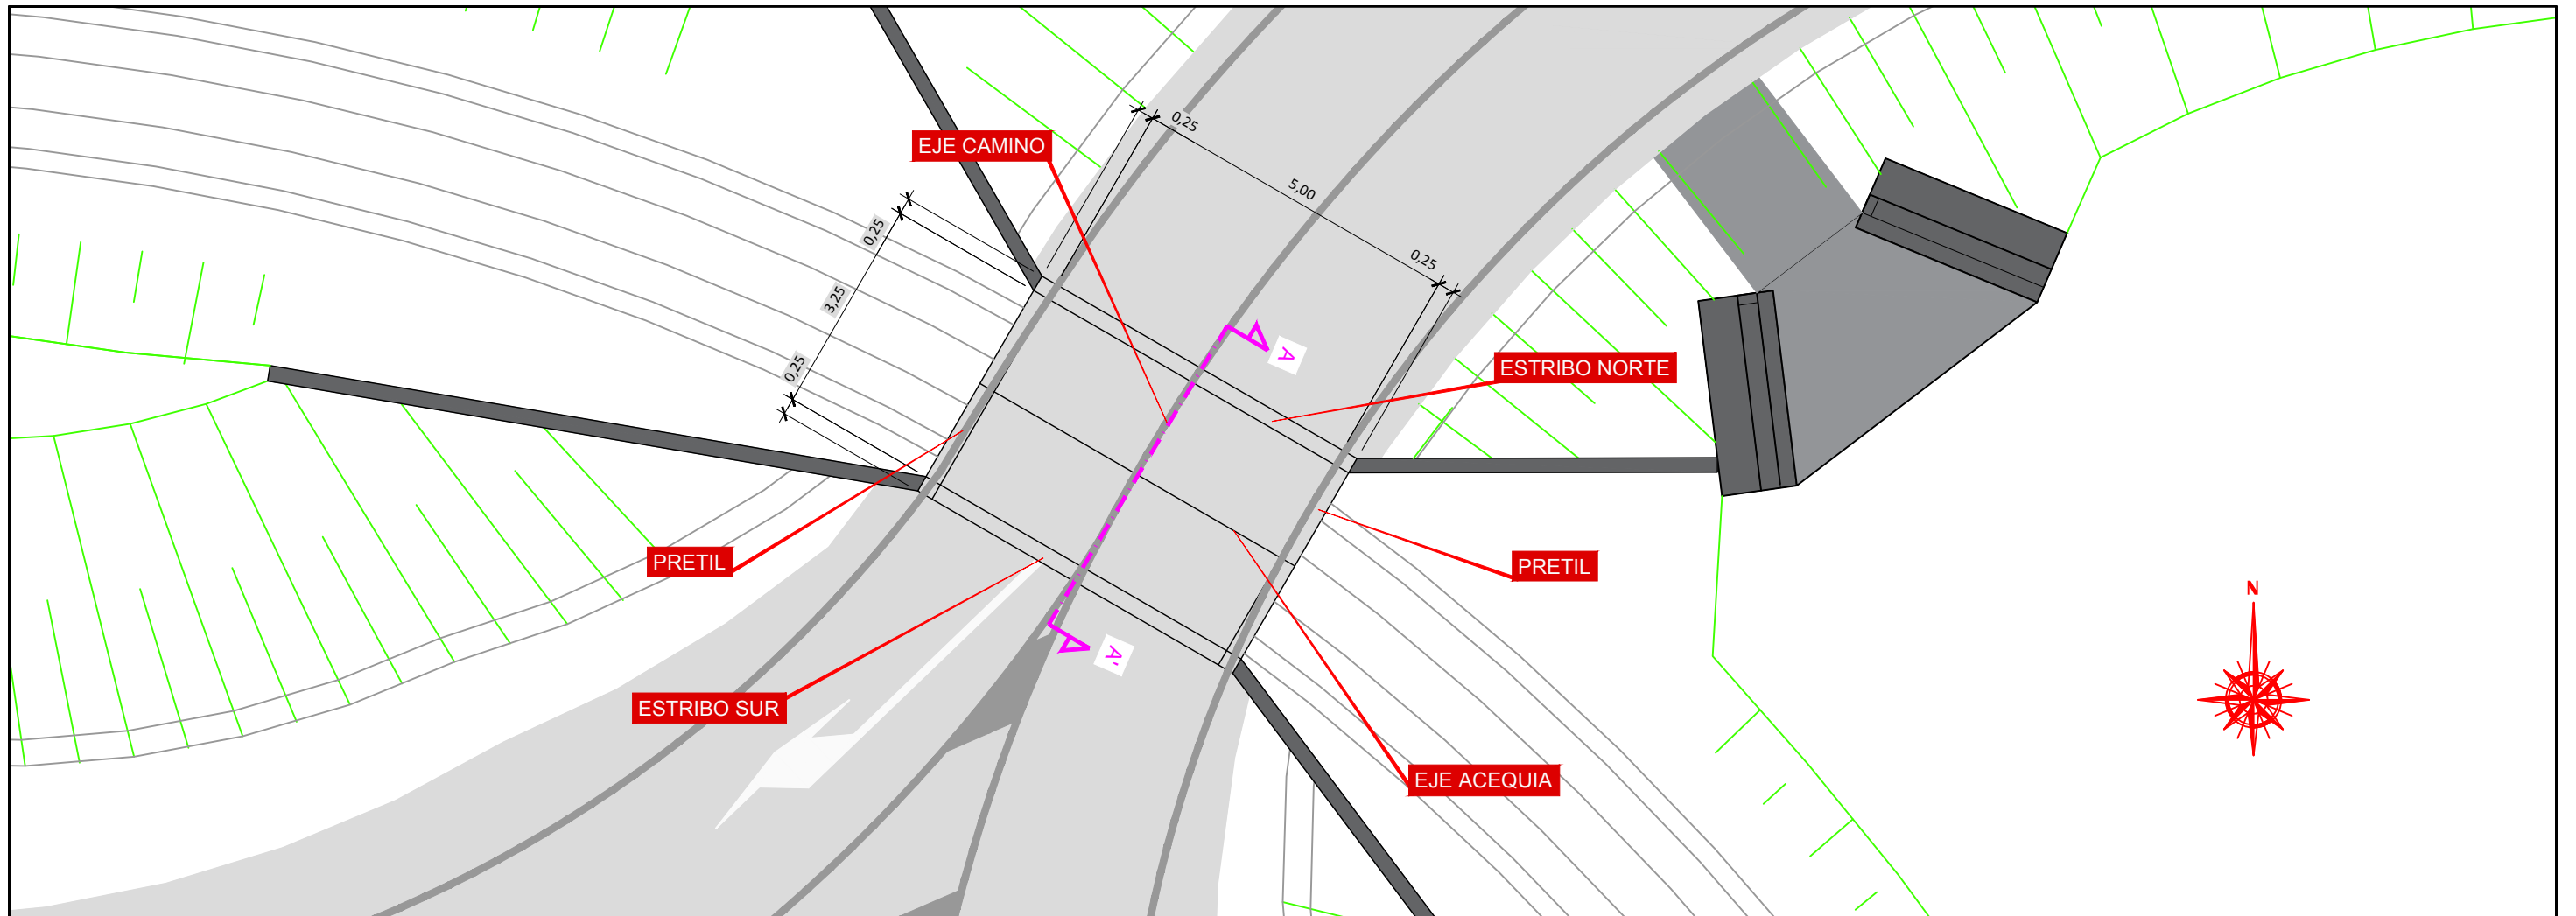 0,25
EJE CAMINO
5,00
0,25
0,25
3,25
A
0,25
ESTRIBO NORTE
PRETIL
PRETIL
N
A'
ESTRIBO SUR
EJE ACEQUIA